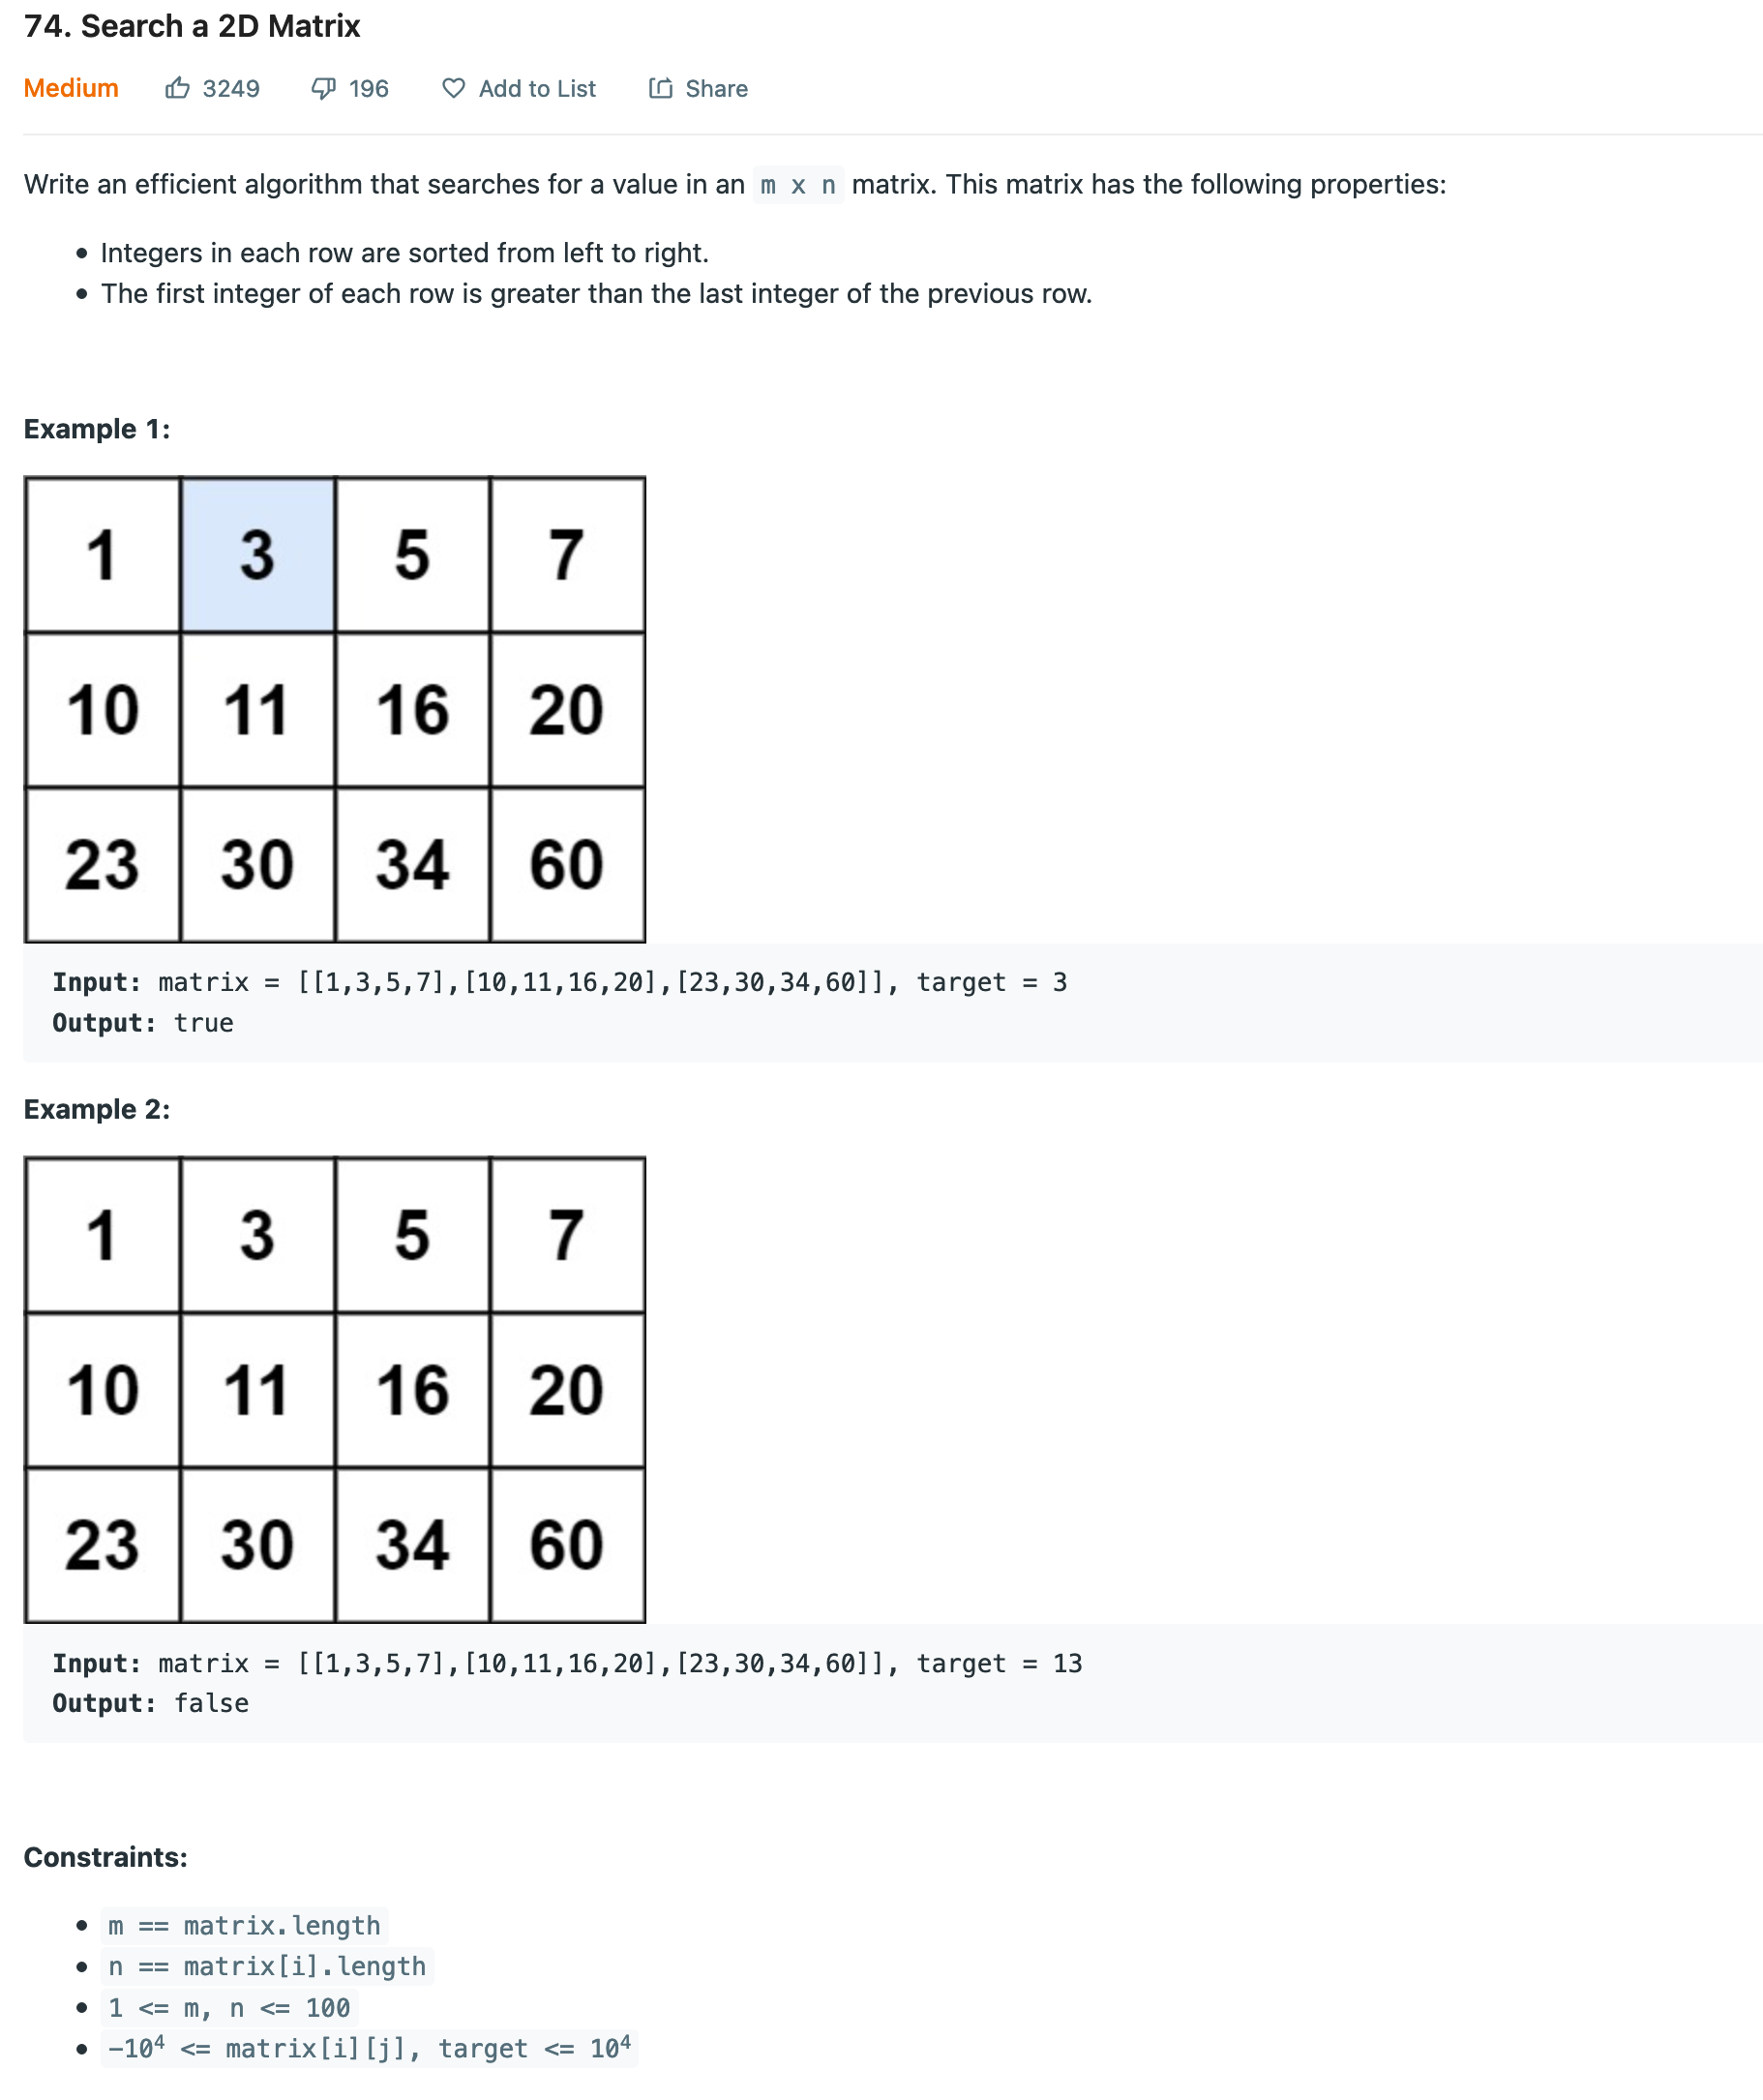 74. Search a 2D Matrix
Medium 3249 196 Add to List Share
Write an efficient algorithm that searches for a value in an m x n matrix. This matrix has the following properties:
• Integers in each row are sorted from left to right.
• The first integer of each row is greater than the last integer of the previous row.
Example 1:
1 3 5 7
10 11 16 20
23 30 34 60
Input: matrix = [[1,3,5,7],[10,11,16,20],[23,30,34,60]], target = 3
Output: true
Example 2:
1 3 5 7
10 11 16 20
23 30 34 60
Input: matrix = [[1,3,5,7],[10,11,16,20],[23,30,34,60]], target = 13
Output: false
Constraints:
• m == matrix.length
• n == matrix[i].length
• 1 <= m, n <= 100
• -10⁴ <= matrix[i][j], target <= 10⁴